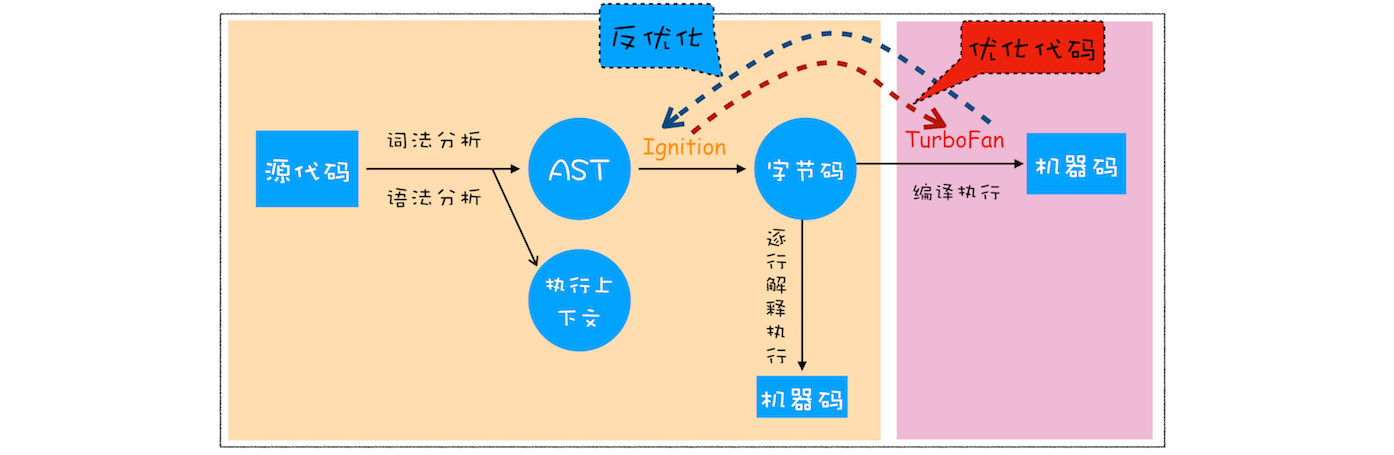 反优化
优化代码
源代码
词法分析
语法分析
AST
Ignition
字节码
TurboFan
编译执行
机器码
执行上
下文
逐行解释执行
机器码